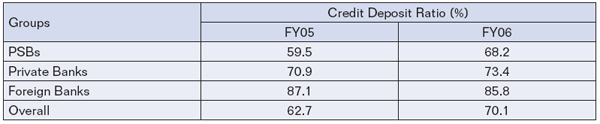 Groups Credit Deposit Ratio (%)
FY05 FY06
PSBs 59.5 68.2
Private Banks 70.9 73.4
Foreign Banks 87.1 85.8
Overall 62.7 70.1